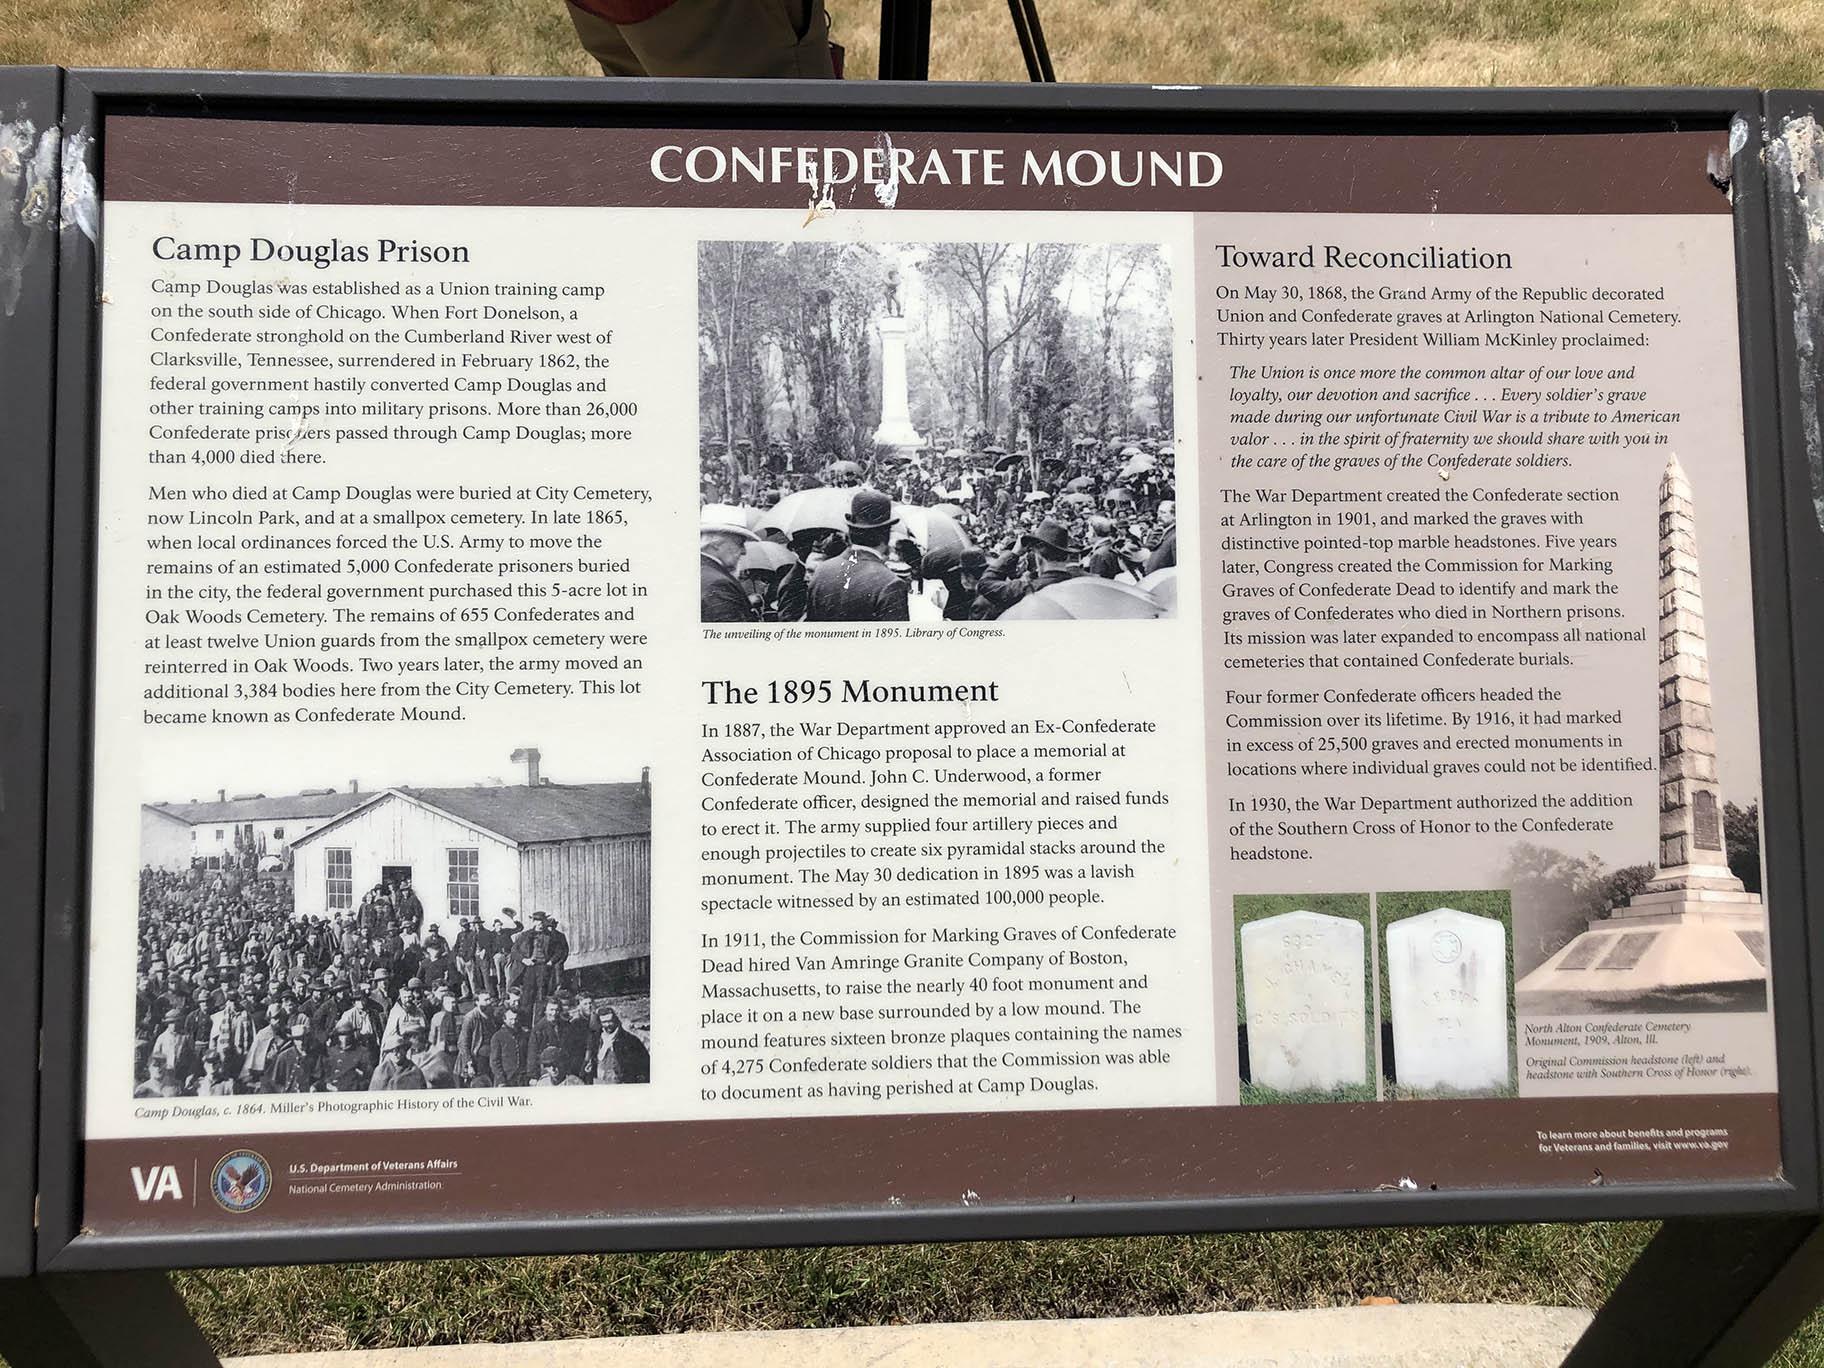 CONFEDERATE MOUND
Camp Douglas Prison
Camp Douglas was established as a Union training camp
on the south side of Chicago. When Fort Donelson, a
Confederate stronghold on the Cumberland River west of
Clarksville, Tennessee, surrendered in February 1862, the
federal government hastily converted Camp Douglas and
other training camps into military prisons. More than 26,000
Confederate prisoners passed through Camp Douglas; more
than 4,000 died there.
Men who died at Camp Douglas were buried at City Cemetery,
now Lincoln Park, and at a smallpox cemetery. In late 1865,
when local ordinances forced the U.S. Army to move the
remains of an estimated 5,000 Confederate prisoners buried
in the city, the federal government purchased this 5-acre lot in
Oak Woods Cemetery. The remains of 655 Confederates and
at least twelve Union guards from the smallpox cemetery were
reinterred in Oak Woods. Two years later, the army moved an
additional 3,384 bodies here from the City Cemetery. This lot
became known as Confederate Mound.
Camp Douglas, c. 1864. Miller's Photographic History of the Civil War.
The unveiling of the monument in 1895. Library of Congress.
The 1895 Monument
In 1887, the War Department approved an Ex-Confederate
Association of Chicago proposal to place a memorial at
Confederate Mound. John C. Underwood, a former
Confederate officer, designed the memorial and raised funds
to erect it. The army supplied four artillery pieces and
enough projectiles to create six pyramidal stacks around the
monument. The May 30 dedication in 1895 was a lavish
spectacle witnessed by an estimated 100,000 people.
In 1911, the Commission for Marking Graves of Confederate
Dead hired Van Amringe Granite Company of Boston,
Massachusetts, to raise the nearly 40 foot monument and
place it on a new base surrounded by a low mound. The
mound features sixteen bronze plaques containing the names
of 4,275 Confederate soldiers that the Commission was able
to document as having perished at Camp Douglas.
Toward Reconciliation
On May 30, 1868, the Grand Army of the Republic decorated
Union and Confederate graves at Arlington National Cemetery.
Thirty years later President William McKinley proclaimed:
The Union is once more the common altar of our love and
loyalty, our devotion and sacrifice . . . Every soldier's grave
made during our unfortunate Civil War is a tribute to American
valor . . . in the spirit of fraternity we should share with you in
the care of the graves of the Confederate soldiers.
The War Department created the Confederate section
at Arlington in 1901, and marked the graves with
distinctive pointed-top marble headstones. Five years
later, Congress created the Commission for Marking
Graves of Confederate Dead to identify and mark the
graves of Confederates who died in Northern prisons.
Its mission was later expanded to encompass all national
cemeteries that contained Confederate burials.
Four former Confederate officers headed the
Commission over its lifetime. By 1916, it had marked
in excess of 25,500 graves and erected monuments in
locations where individual graves could not be identified.
In 1930, the War Department authorized the addition
of the Southern Cross of Honor to the Confederate
headstone.
North Alton Confederate Cemetery
Monument, 1909, Alton, Ill.
Original Commission headstone (left) and
headstone with Southern Cross of Honor (right).
VA
U.S. Department of Veterans Affairs
National Cemetery Administration
To learn more about benefits and programs
for Veterans and families, visit www.va.gov